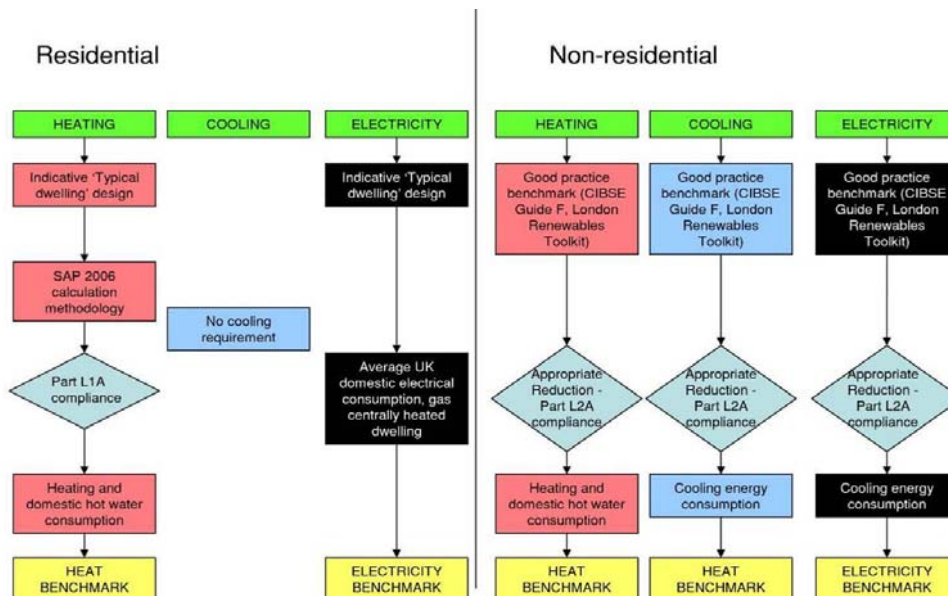 Residential
Non-residential
HEATING
COOLING
ELECTRICITY
HEATING
COOLING
ELECTRICITY
Indicative ‘Typical
dwelling’ design
Indicative ‘Typical
dwelling’ design
Good practice
benchmark (CIBSE
Guide F, London
Renewables
Toolkit)
Good practice
benchmark (CIBSE
Guide F, London
Renewables
Toolkit)
Good practice
benchmark (CIBSE
Guide F, London
Renewables
Toolkit)
SAP 2006
calculation
methodology
No cooling
requirement
Part L1A
compliance
Average UK
domestic electrical
consumption, gas
centrally heated
dwelling
Appropriate
Reduction -
Part L2A
compliance
Appropriate
Reduction -
Part L2A
compliance
Appropriate
Reduction -
Part L2A
compliance
Heating and
domestic hot water
consumption
Heating and
domestic hot water
consumption
Cooling energy
consumption
Cooling energy
consumption
HEAT
BENCHMARK
ELECTRICITY
BENCHMARK
HEAT
BENCHMARK
HEAT
BENCHMARK
ELECTRICITY
BENCHMARK